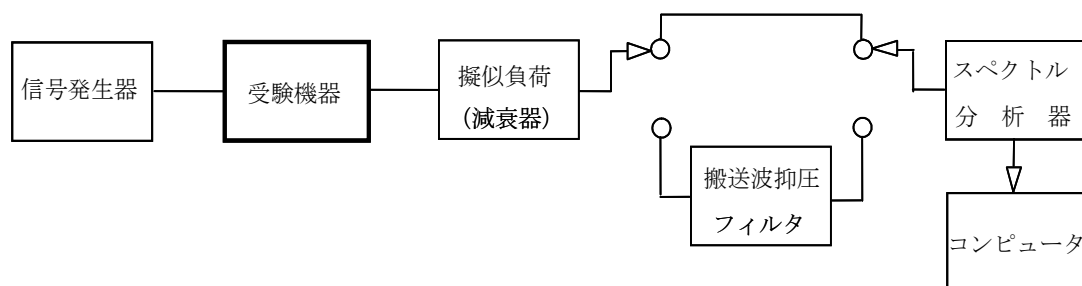 信号発生器
受験機器
擬似負荷
(減衰器)
スペクトル
分析器
搬送波抑圧
フィルタ
コンピュータ